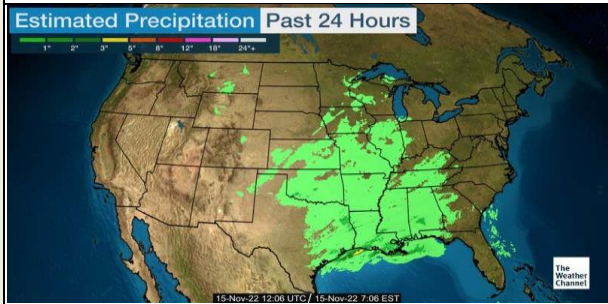 Estimated Precipitation Past 24 Hours
1" 2" 3" 5" 8" 12" 18" 24"+
The
Weather
Channel
15-Nov-22 12:06 UTC / 15-Nov-22 7:06 EST